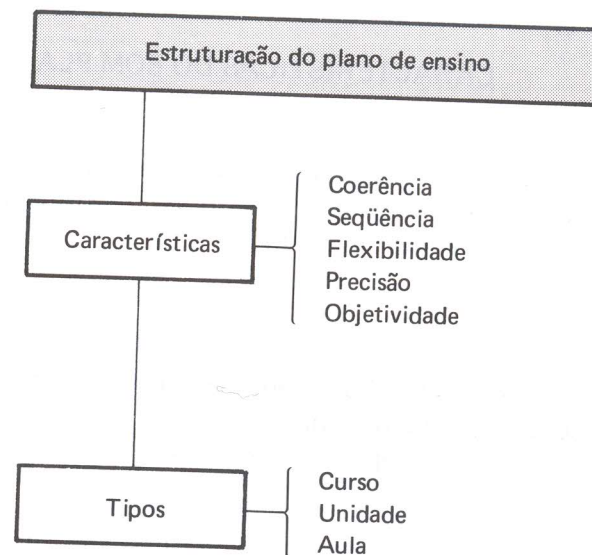 Estruturação do plano de ensino
Características
Coerência
Seqüência
Flexibilidade
Precisão
Objetividade
Tipos
Curso
Unidade
Aula